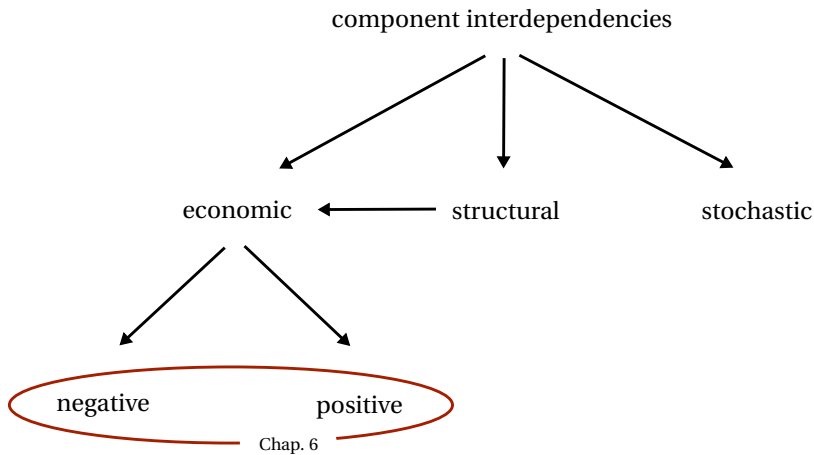 component interdependencies
economic
structural
stochastic
negative
positive
Chap. 6